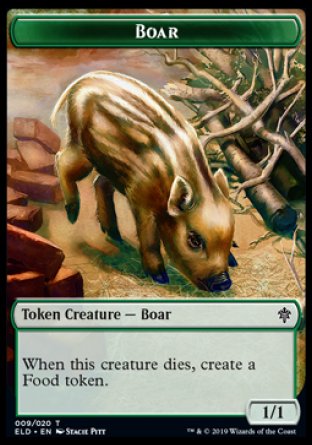 Boar
Token Creature — Boar
When this creature dies, create a
Food token.
1/1
009/020 T
ELD • EN Stacie Pitt
™ & © 2019 Wizards of the Coast